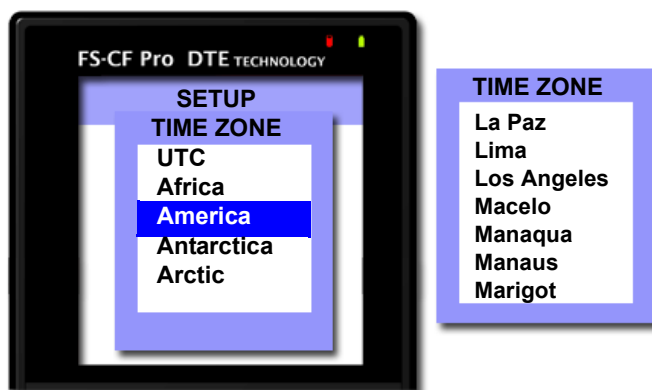 FS-CF Pro DTE TECHNOLOGY
SETUP
TIME ZONE
UTC
Africa
America
Antarctica
Arctic
TIME ZONE
La Paz
Lima
Los Angeles
Macelo
Manaqua
Manaus
Marigot